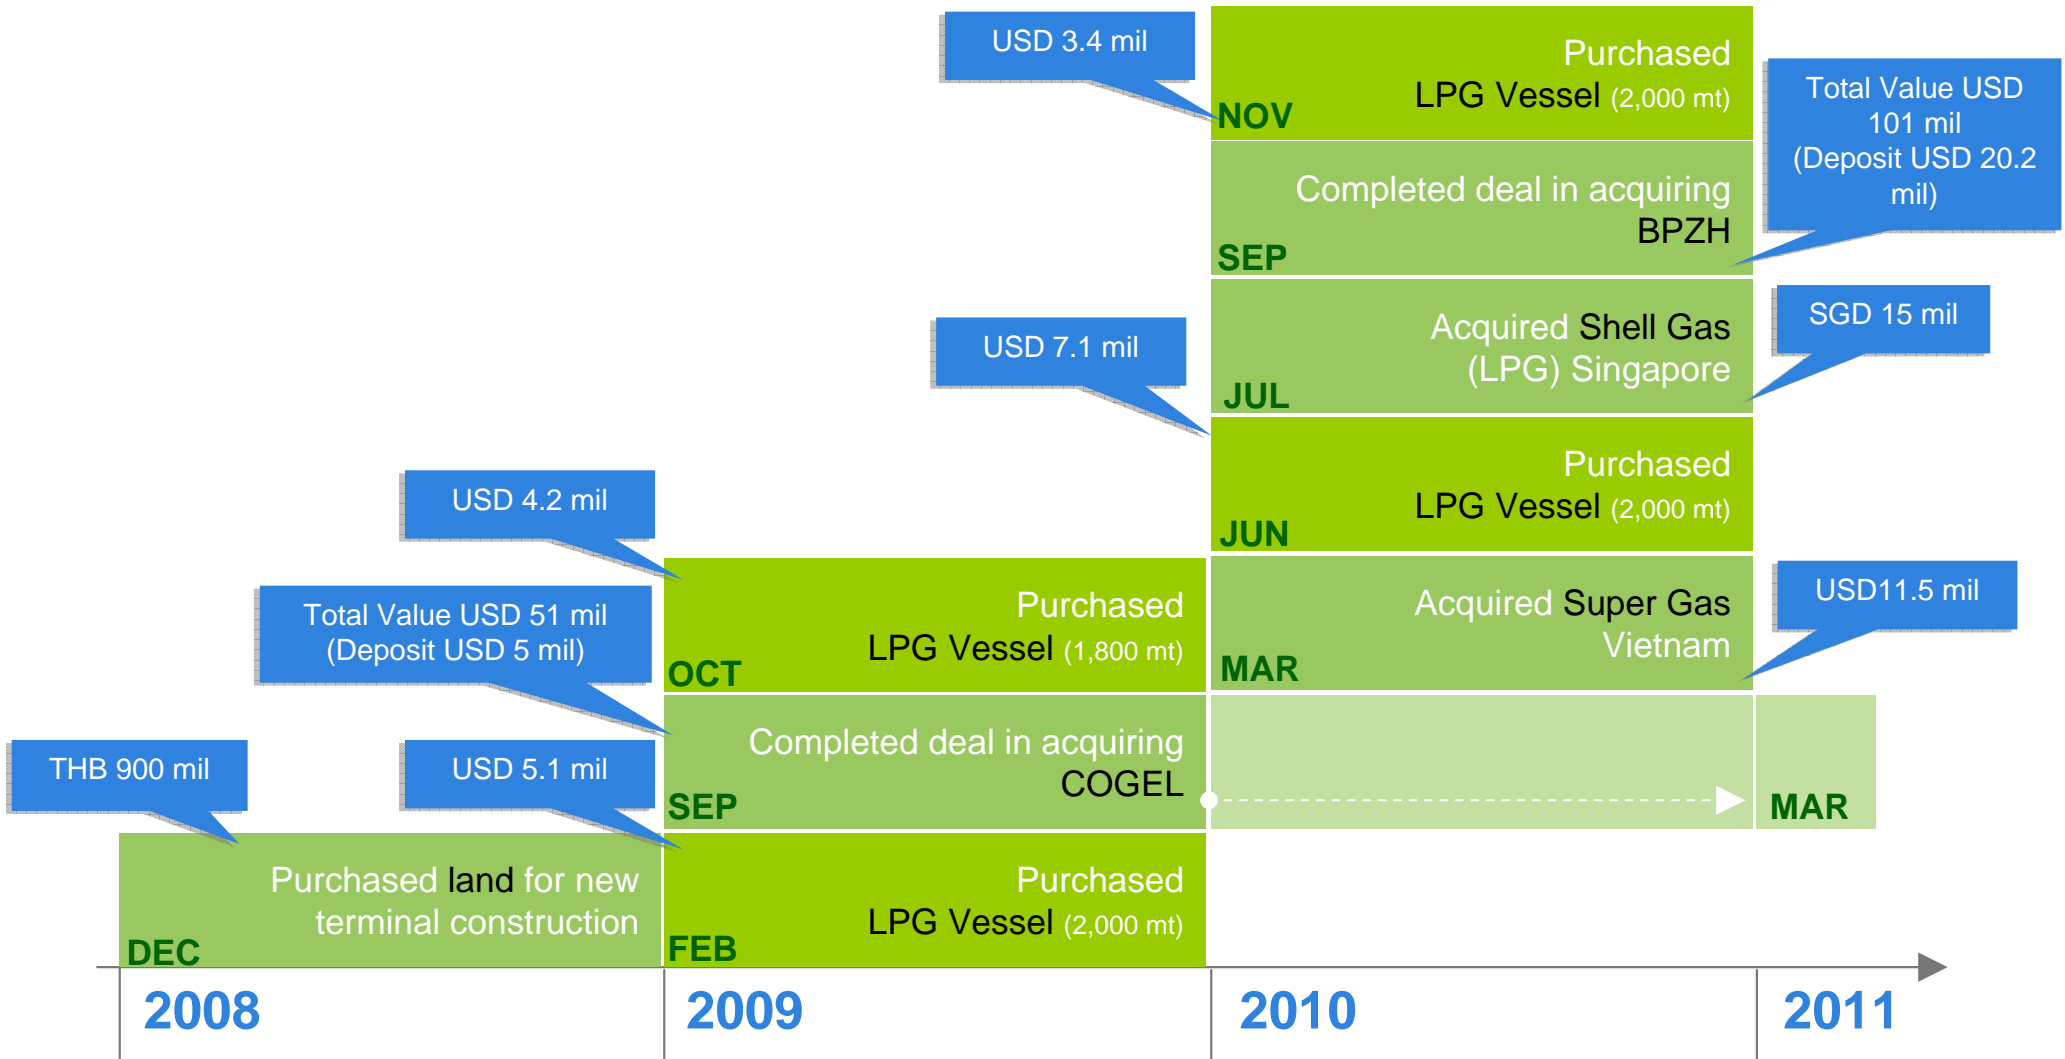 USD 3.4 mil
Purchased
LPG Vessel (2,000 mt)
NOV
Total Value USD
101 mil
(Deposit USD 20.2
mil)
Completed deal in acquiring
BPZH
SEP
USD 7.1 mil
Acquired Shell Gas
(LPG) Singapore
JUL
SGD 15 mil
Purchased
LPG Vessel (2,000 mt)
JUN
USD 4.2 mil
Purchased
LPG Vessel (1,800 mt)
OCT
Acquired Super Gas
Vietnam
MAR
USD11.5 mil
Total Value USD 51 mil
(Deposit USD 5 mil)
Completed deal in acquiring
COGEL
SEP
MAR
THB 900 mil
USD 5.1 mil
Purchased land for new
terminal construction
DEC
Purchased
LPG Vessel (2,000 mt)
FEB
2008
2009
2010
2011